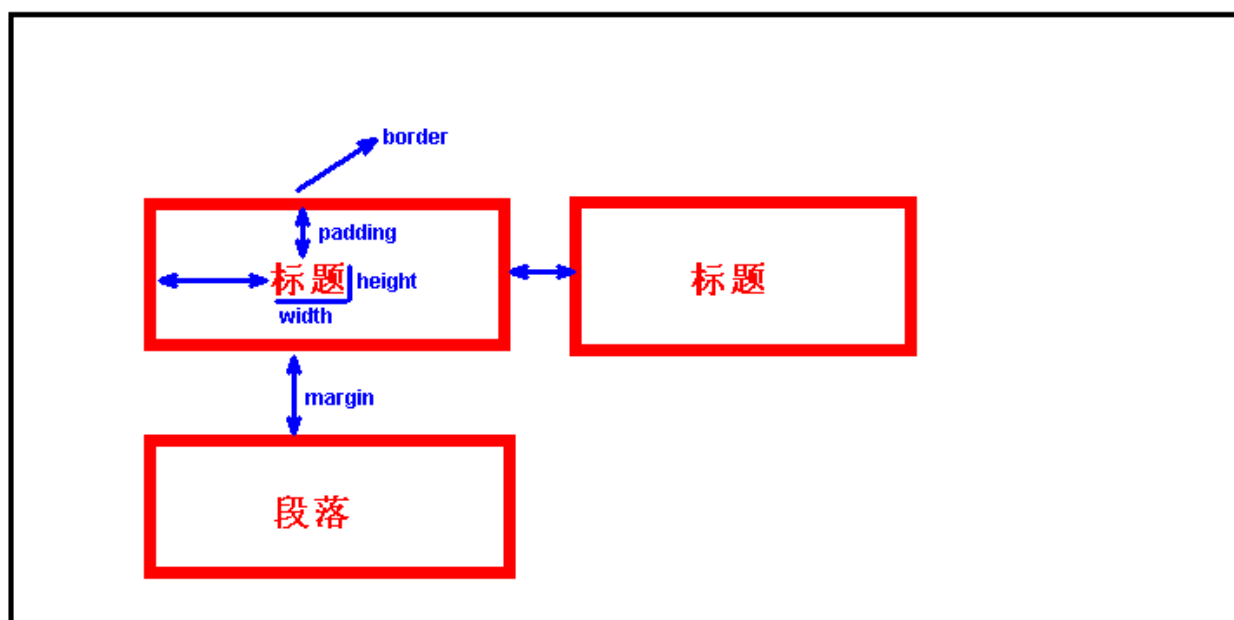 border
padding
标题
height
width
标题
margin
段落